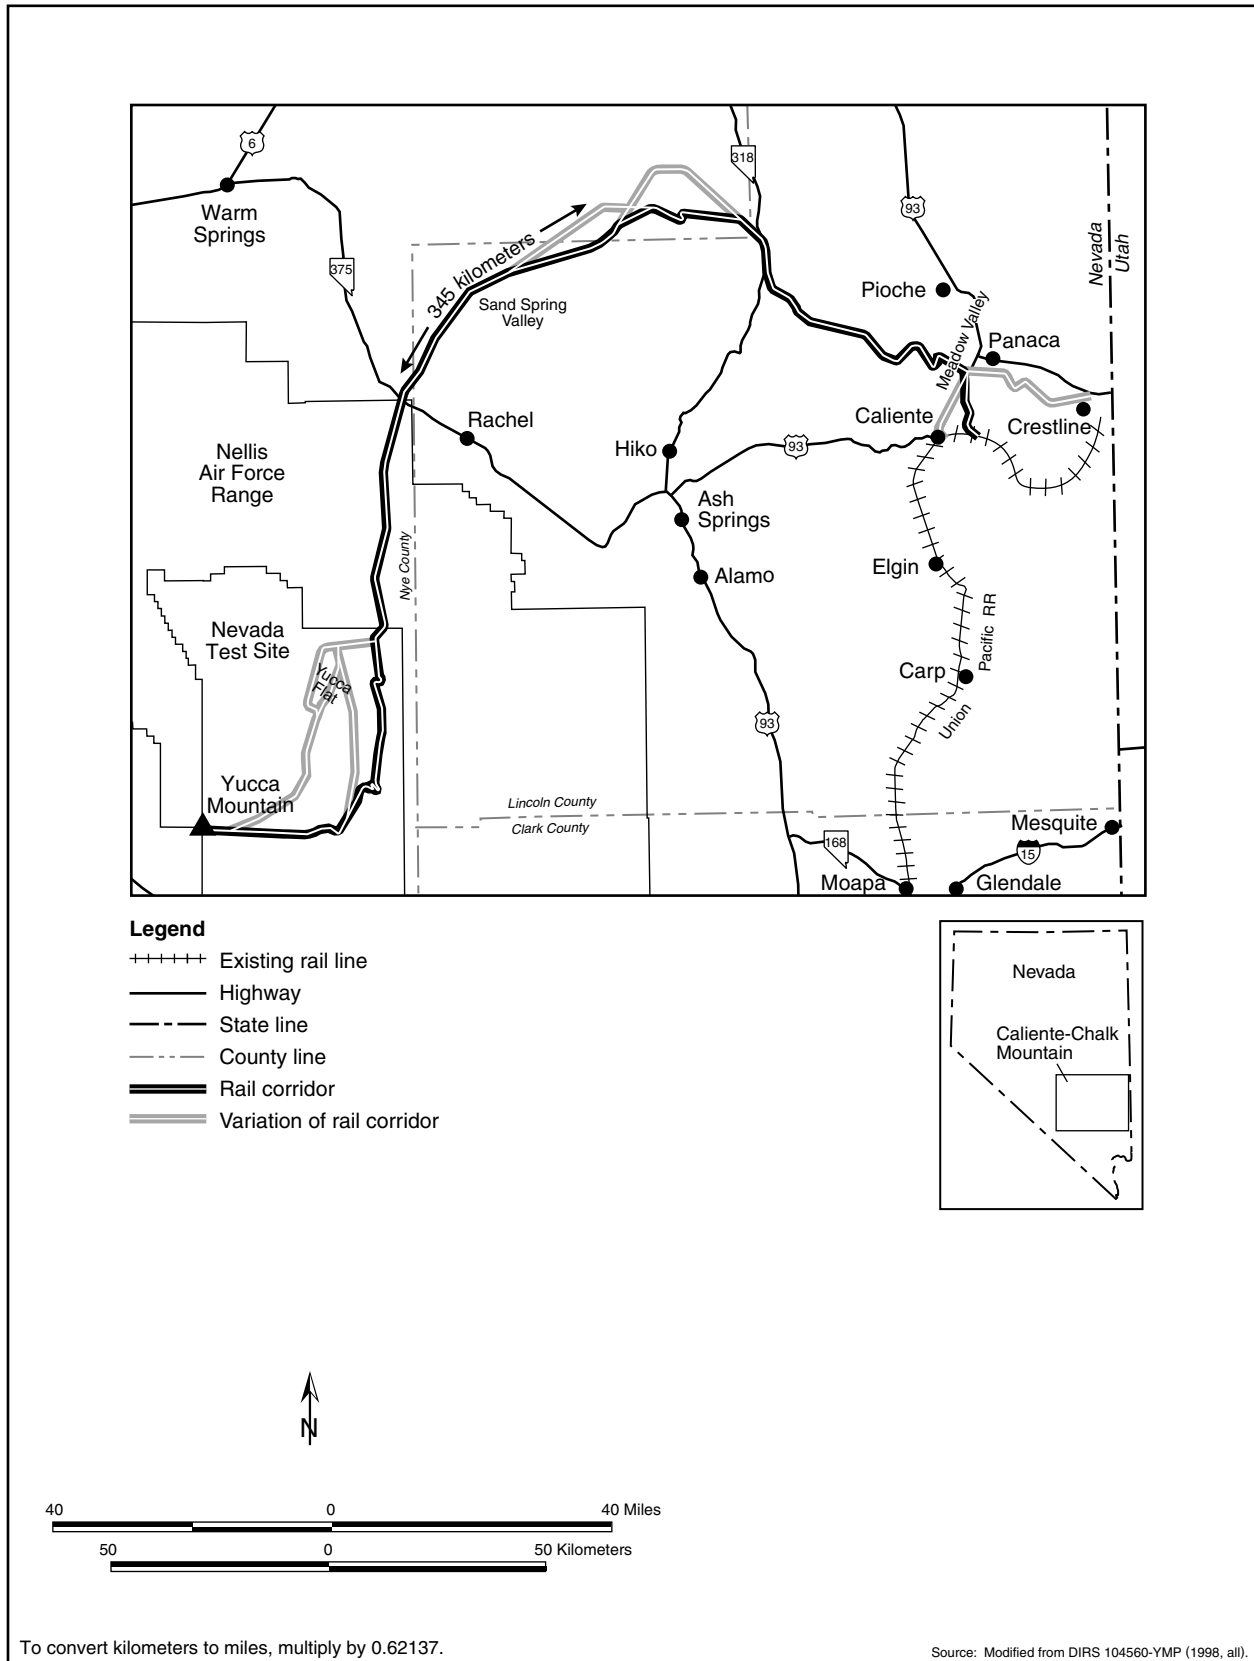 6
318
93
Warm
Springs
375
345 kilometers
Sand Spring
Valley
Nevada
Utah
Pioche
Meadow Valley
Panaca
Crestline
Caliente
Rachel
Hiko
93
Nellis
Air Force
Range
Ash
Springs
Nye County
Alamo
Elgin
Nevada
Test Site
Yucca
Flat
Carp
Union
Pacific RR
93
Yucca
Mountain
Lincoln County
Clark County
168
Mesquite
15
Moapa
Glendale
Legend
Existing rail line
Highway
State line
County line
Rail corridor
Variation of rail corridor
Nevada
Caliente-Chalk
Mountain
N
40 0 40 Miles
50 0 50 Kilometers
To convert kilometers to miles, multiply by 0.62137.
Source: Modified from DIRS 104560-YMP (1998, all).